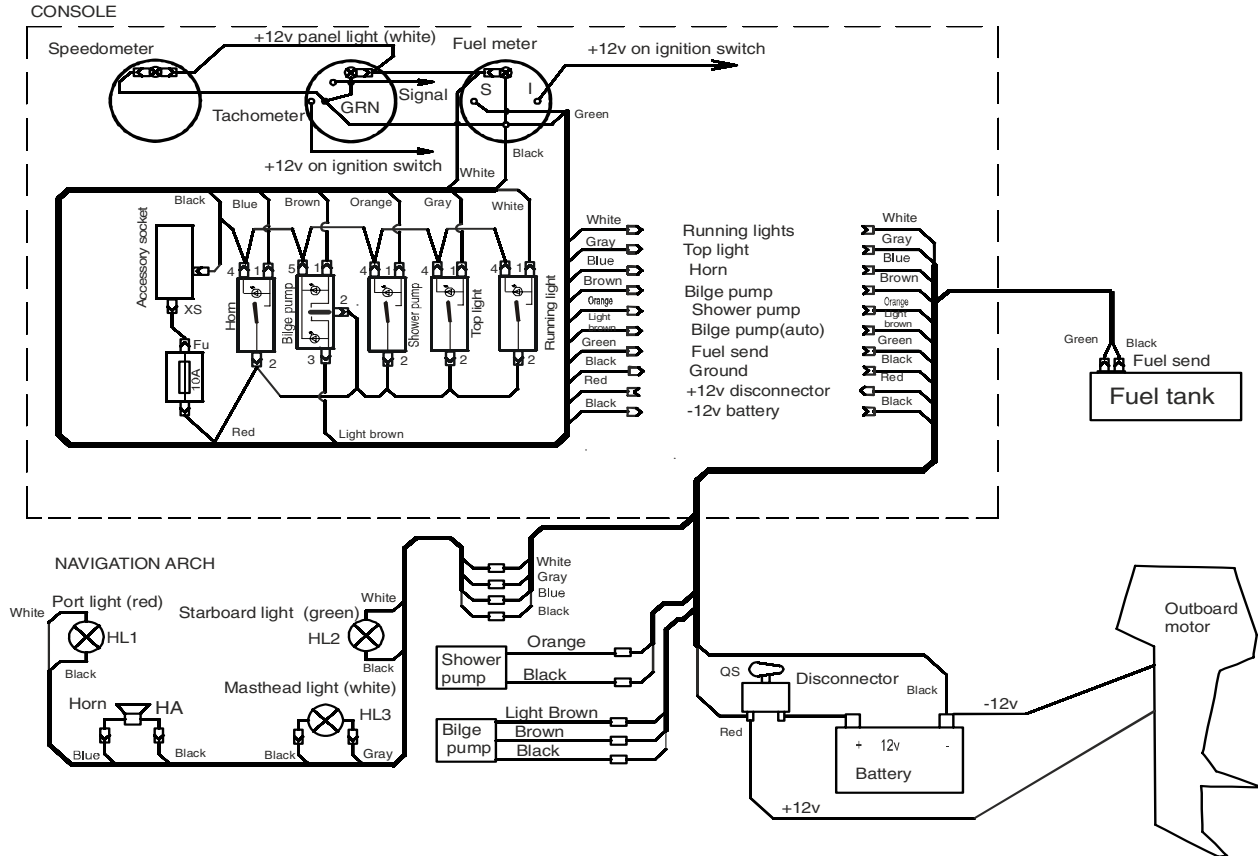 CONSOLE
Speedometer
+12v panel light (white)
Fuel meter
+12v on ignition switch
S
I
Signal
GRN
Tachometer
Green
+12v on ignition switch
Black
White
Black
Blue
Brown
Orange
Gray
White
Accessory socket
XS
Fu
10A
4
1
5
1
4
1
4
1
4
1
Horn
Bilge pump
Shower pump
Top light
Running light
2
2
3
2
2
2
Red
Light brown
White
Running lights
White
Gray
Top light
Gray
Blue
Horn
Blue
Brown
Bilge pump
Brown
Orange
Shower pump
Orange
Light
brown
Bilge pump(auto)
Light
brown
Green
Fuel send
Green
Black
Ground
Black
Red
+12v disconnector
Red
Black
-12v battery
Black
Green
Black
Fuel send
Fuel tank
NAVIGATION ARCH
White
Gray
Blue
Black
Port light (red)
White
HL1
Black
Starboard light (green)
White
HL2
Black
Masthead light (white)
HL3
Black
Gray
Horn
HA
Blue
Black
Shower
pump
Orange
Black
Bilge
pump
Light Brown
Brown
Black
QS
Disconnector
Red
Black
-12v
+ 12v -
Battery
+12v
Outboard
motor